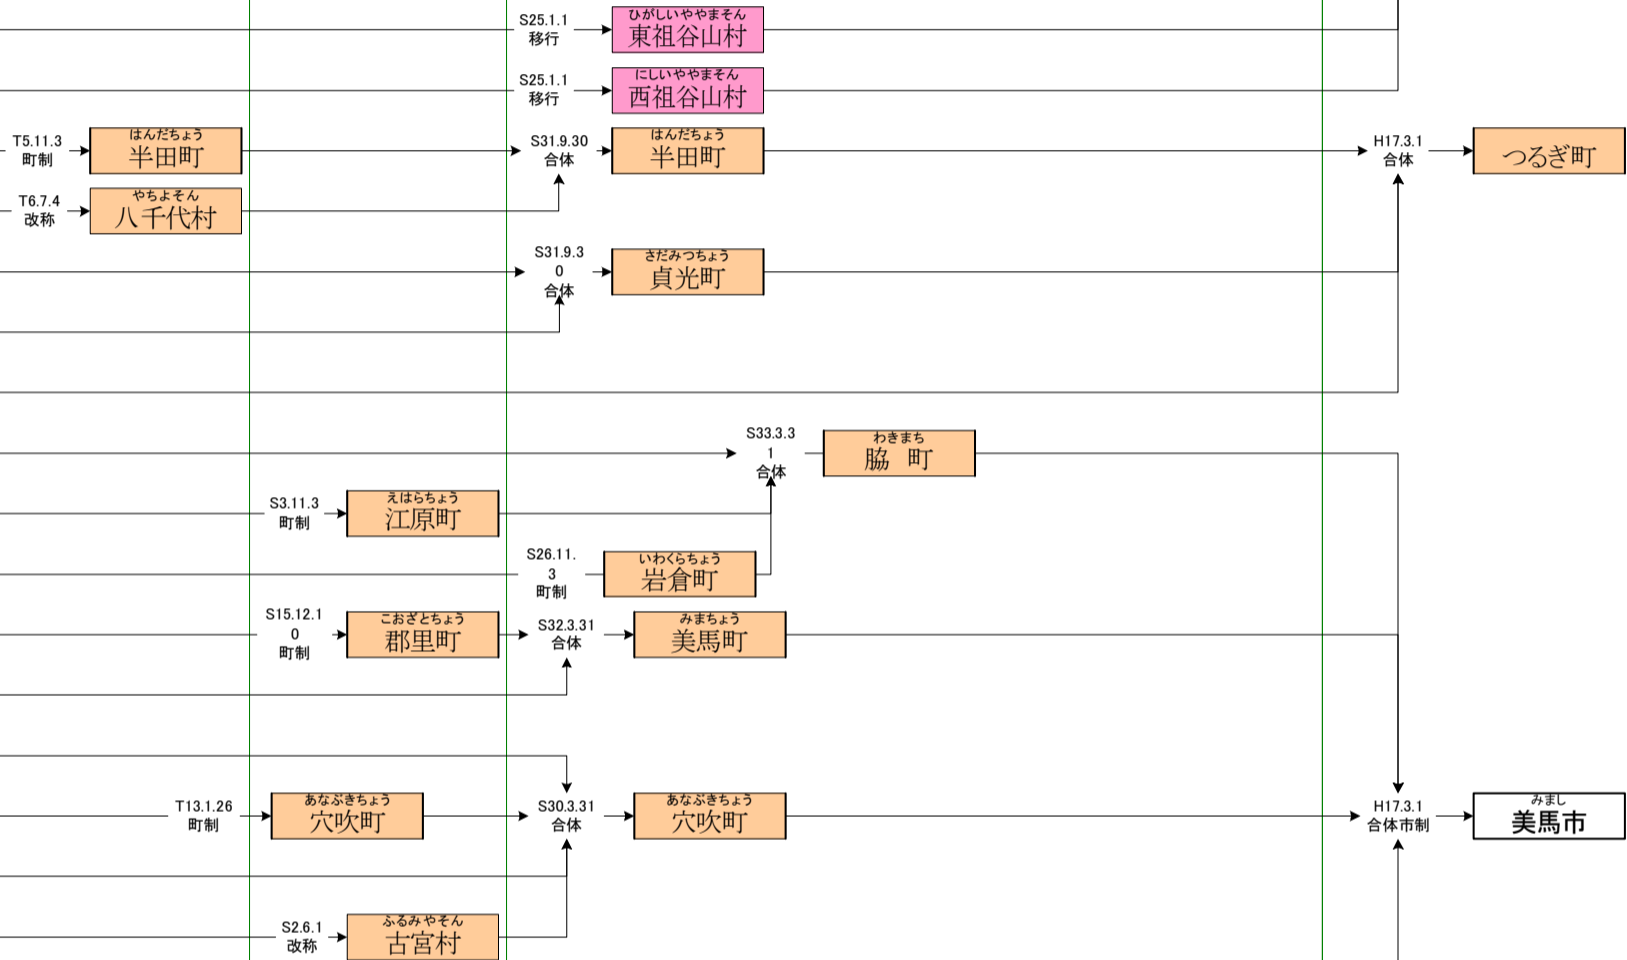 S25.1.1
移行
ひがしいややまそん
東祖谷山村
S25.1.1
移行
にしいややまそん
西祖谷山村
T5.11.3
町制
はんだちょう
半田町
S31.9.30
合体
はんだちょう
半田町
H17.3.1
合体
つるぎ町
T6.7.4
改称
やちよそん
八千代村
S31.9.3
0
合体
さだみつちょう
貞光町
S33.3.3
1
合体
わきまち
脇 町
S3.11.3
町制
えはらちょう
江原町
S26.11.
3
町制
いわくらちょう
岩倉町
S15.12.1
0
町制
こおざとちょう
郡里町
S32.3.31
合体
みまちょう
美馬町
T13.1.26
町制
あなぶきちょう
穴吹町
S30.3.31
合体
あなぶきちょう
穴吹町
H17.3.1
合体市制
みまし
美馬市
S2.6.1
改称
ふるみやそん
古宮村